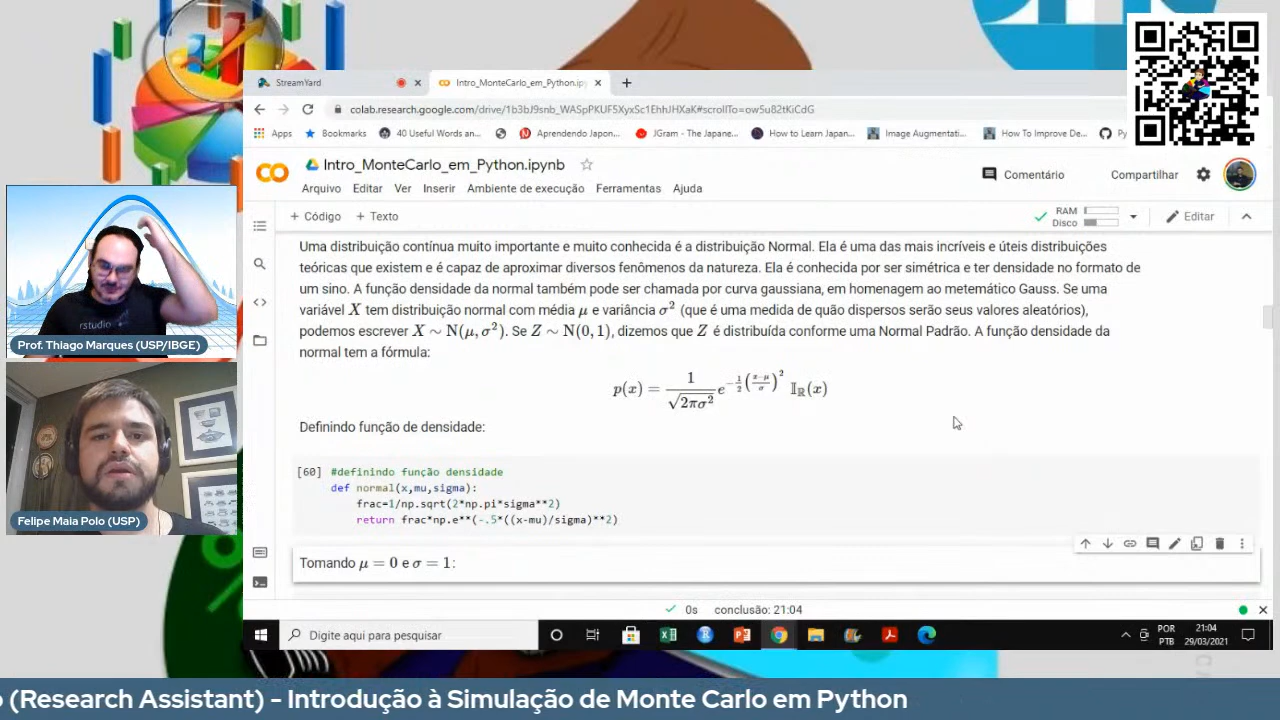 StreamYard
Intro_MonteCarlo_em_Python.ipy
colab.research.google.com/drive/1b3bJ9snb_WASpPKUF5XyxSc1EhhJHXaK#scrollTo=ow5u82tKiCdG
Apps
Bookmarks
40 Useful Words an...
Aprendendo Japon...
JGram - The Japane...
How to Learn Japan...
Image Augmentati...
How To Improve De...
Py
Intro_MonteCarlo_em_Python.ipynb
Comentário
Compartilhar
Arquivo Editar Ver Inserir Ambiente de execução Ferramentas Ajuda
+ Código + Texto
RAM
Disco
Editar
Uma distribuição contínua muito importante e muito conhecida é a distribuição Normal. Ela é uma das mais incríveis e úteis distribuições
teóricas que existem e é capaz de aproximar diversos fenômenos da natureza. Ela é conhecida por ser simétrica e ter densidade no formato de
um sino. A função densidade da normal também pode ser chamada por curva gaussiana, em homenagem ao metemático Gauss. Se uma
variável X tem distribuição normal com média μ e variância σ² (que é uma medida de quão dispersos serão seus valores aleatórios),
podemos escrever X ∼ N(μ, σ²). Se Z ∼ N(0, 1), dizemos que Z é distribuída conforme uma Normal Padrão. A função densidade da
normal tem a fórmula:
p(x) = 1/√(2πσ²) e^(-1/2 ((x-μ)/σ)²) 𝕀ℝ(x)
Definindo função de densidade:
[60] #definindo função densidade
def normal(x,mu,sigma):
frac=1/np.sqrt(2*np.pi*sigma**2)
return frac*np.e**(-.5*((x-mu)/sigma)**2)
Tomando μ = 0 e σ = 1:
0s conclusão: 21:04
rstudio
Prof. Thiago Marques (USP/IBGE)
Felipe Maia Polo (USP)
Digite aqui para pesquisar
POR
PTB
21:04
29/03/2021
o (Research Assistant) - Introdução à Simulação de Monte Carlo em Python